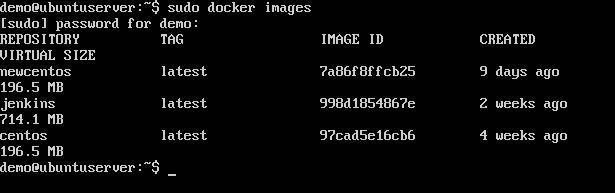 demo@ubuntuserver:~$ sudo docker images
[sudo] password for demo:
REPOSITORY TAG IMAGE ID CREATED
VIRTUAL SIZE
newcentos latest 7a86f8ffcb25 9 days ago
196.5 MB
jenkins latest 998d1854867e 2 weeks ago
714.1 MB
centos latest 97cad5e16cb6 4 weeks ago
196.5 MB
demo@ubuntuserver:~$ _